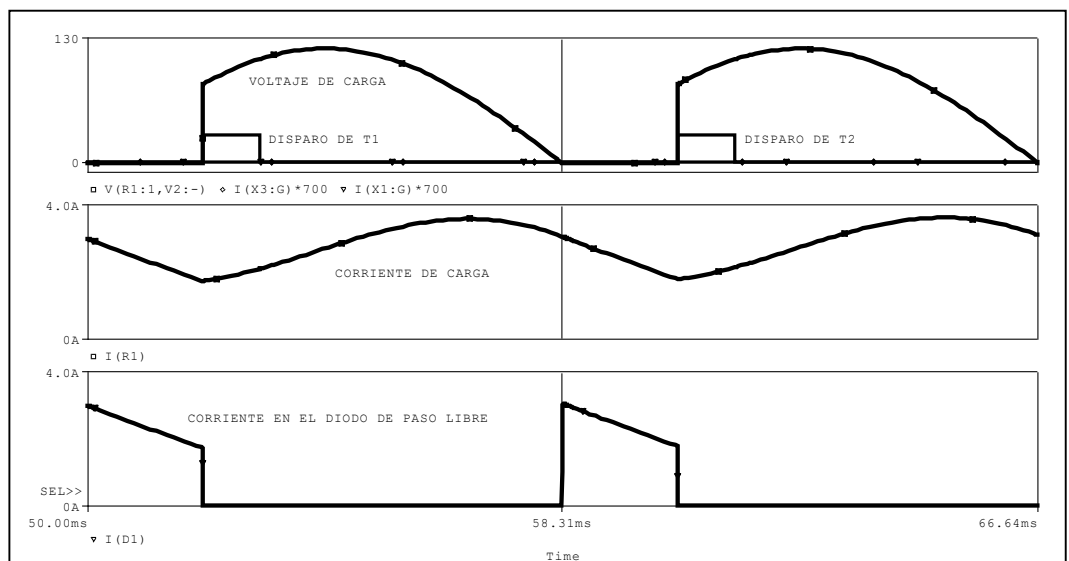 130
VOLTAJE DE CARGA
DISPARO DE T1
DISPARO DE T2
0
V(R1:1,V2:-) I(X3:G)*700 I(X1:G)*700
4.0A
CORRIENTE DE CARGA
0A
I(R1)
4.0A
CORRIENTE EN EL DIODO DE PASO LIBRE
SEL>>
0A
50.00ms 58.31ms 66.64ms
I(D1)
Time